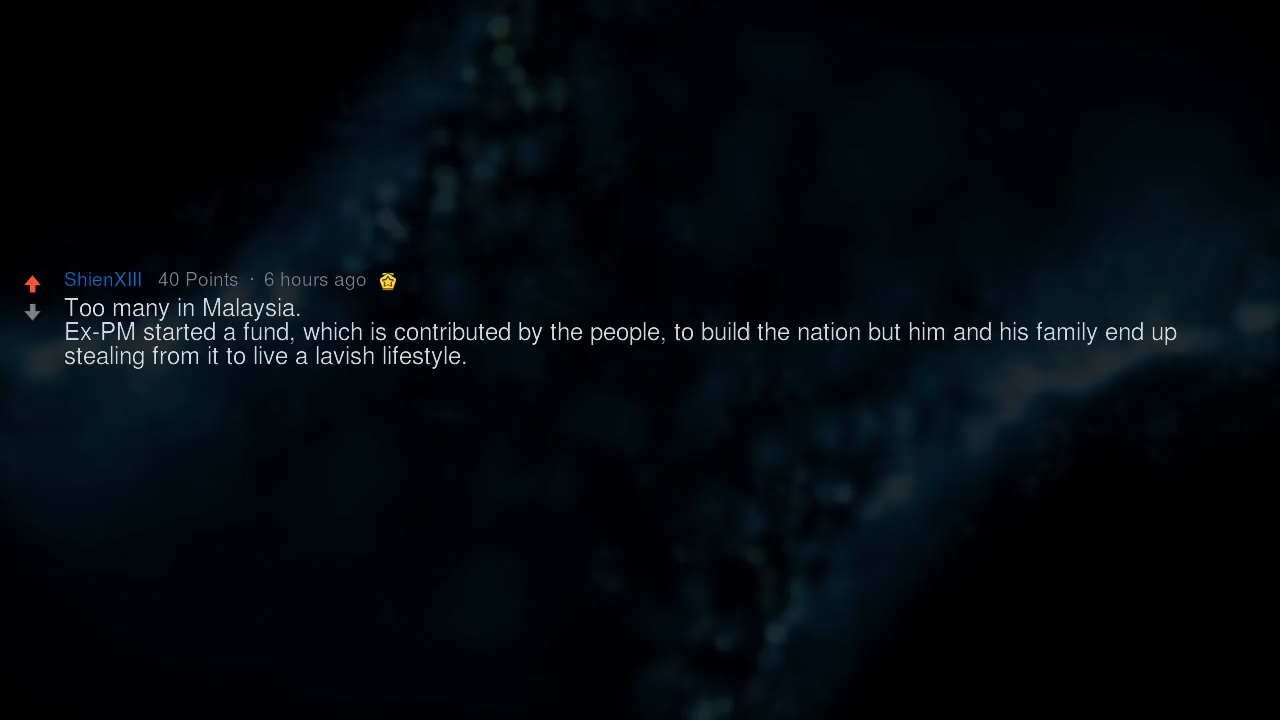 ShienXIII 40 Points · 6 hours ago
Too many in Malaysia.
Ex-PM started a fund, which is contributed by the people, to build the nation but him and his family end up
stealing from it to live a lavish lifestyle.